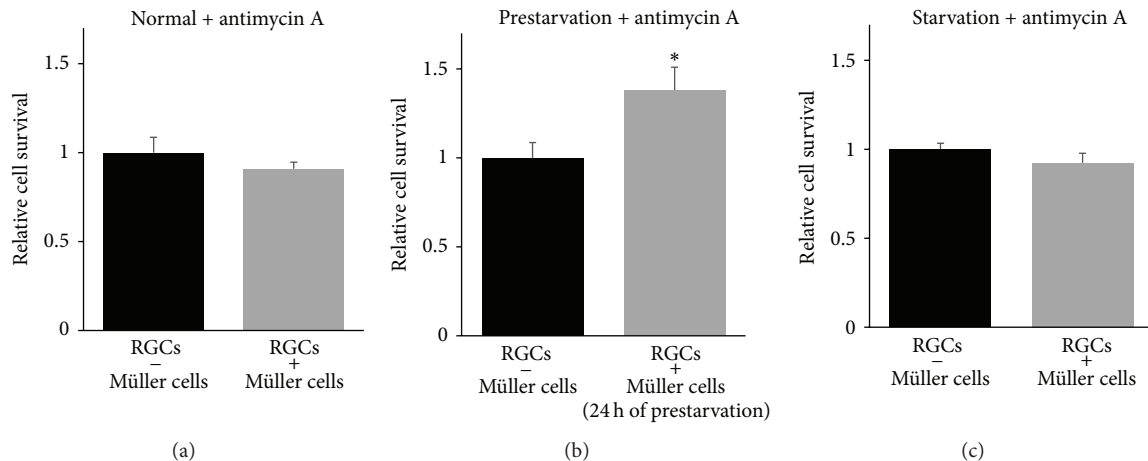 Normal + antimycin A
Relative cell survival
1.5
1
0.5
0
RGCs
−
Müller cells
RGCs
+
Müller cells
(a)
Prestarvation + antimycin A
Relative cell survival
1.5
1
0.5
0
*
RGCs
−
Müller cells
RGCs
+
Müller cells
(24 h of prestarvation)
(b)
Starvation + antimycin A
Relative cell survival
1.5
1
0.5
0
RGCs
−
Müller cells
RGCs
+
Müller cells
(c)